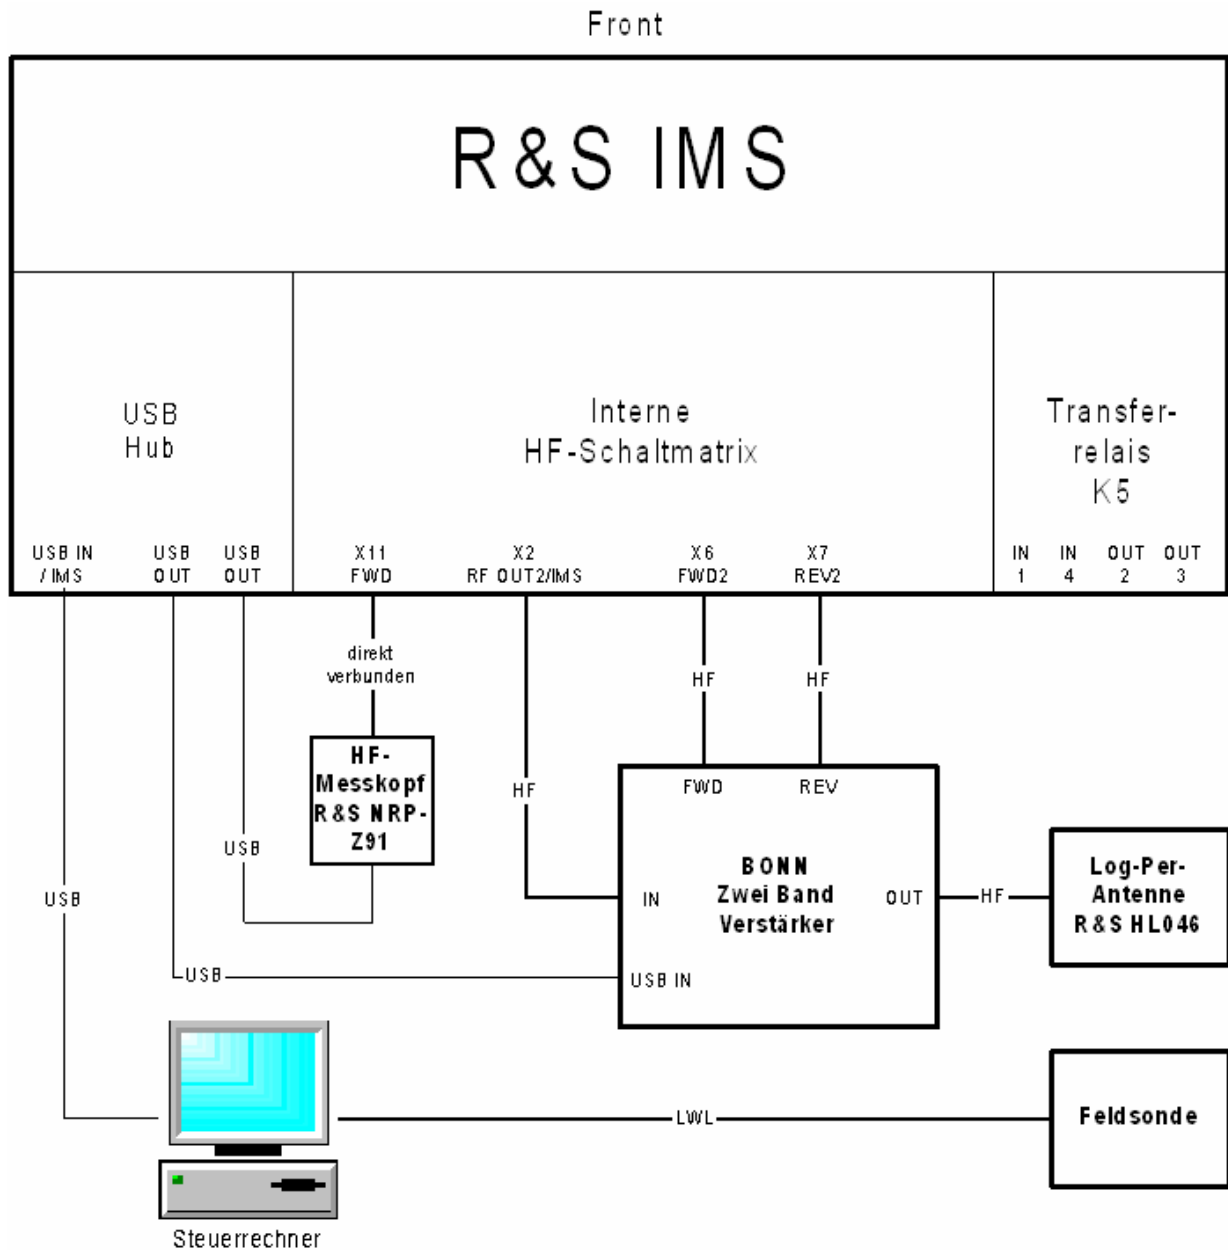 Front
R&S IMS
USB
Hub
Interne
HF-Schaltmatrix
Transfer-
relais
K5
USB IN
/ IMS
USB
OUT
USB
OUT
X11
FWD
X2
RF OUT2/IMS
X6
FWD2
X7
REV2
IN
1
IN
4
OUT
2
OUT
3
direkt
verbunden
HF
HF
HF-
Messkopf
R&S NRP-
Z91
HF
FWD
REV
USB
USB
BONN
Zwei Band
Verstärker
IN
OUT
HF
Log-Per-
Antenne
R&S HL046
USB
USB IN
LWL
Feldsonde
Steuerrechner